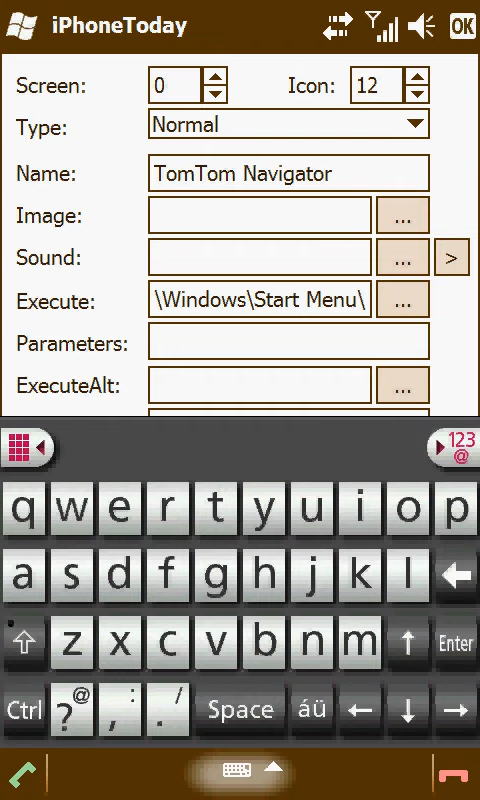 iPhoneToday OK
Screen: 0 Icon: 12
Type: Normal
Name: TomTom Navigator
Image: ...
Sound: ... >
Execute: \Windows\Start Menu\ ...
Parameters:
ExecuteAlt: ...
123
@
q w e r t y u i o p
a s d f g h j k l
z x c v b n m Enter
Ctrl ? @ , : . / Space áü